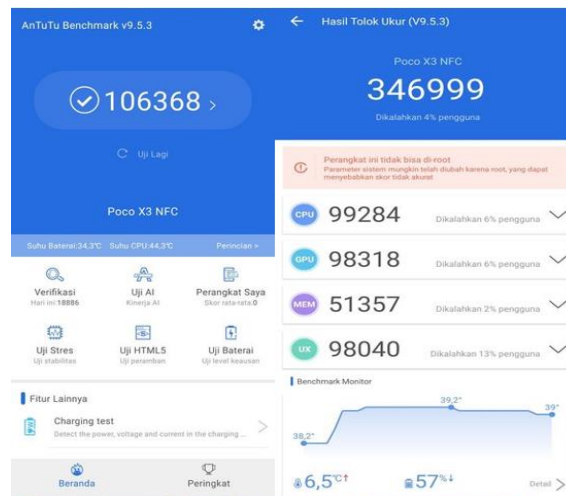 AnTuTu Benchmark v9.5.3
106368 >
Uji Lagi
Poco X3 NFC
Suhu Baterai:34,3℃ Suhu CPU:44,3℃ Perincian >
Verifikasi
Hari ini:18886
Uji AI
Kinerja AI
Perangkat Saya
Skor rata-rata:0
Uji Stres
Uji stabilitas
Uji HTML5
Uji peramban
Uji Baterai
Uji level keausan
Fitur Lainnya
Charging test
Detect the power, voltage and current in the charging ...
Beranda
Peringkat
Hasil Tolok Ukur (V9.5.3)
Poco X3 NFC
346999
Dikalahkan 4% pengguna
Perangkat ini tidak bisa di-root
Parameter sistem mungkin telah diubah karena root, yang dapat
menyebabkan skor tidak akurat
CPU 99284 Dikalahkan 6% pengguna
GPU 98318 Dikalahkan 6% pengguna
MEM 51357 Dikalahkan 2% pengguna
UX 98040 Dikalahkan 13% pengguna
Benchmark Monitor
39,2°
39°
38,2°
6,5℃↑ 57%↓ Detail >